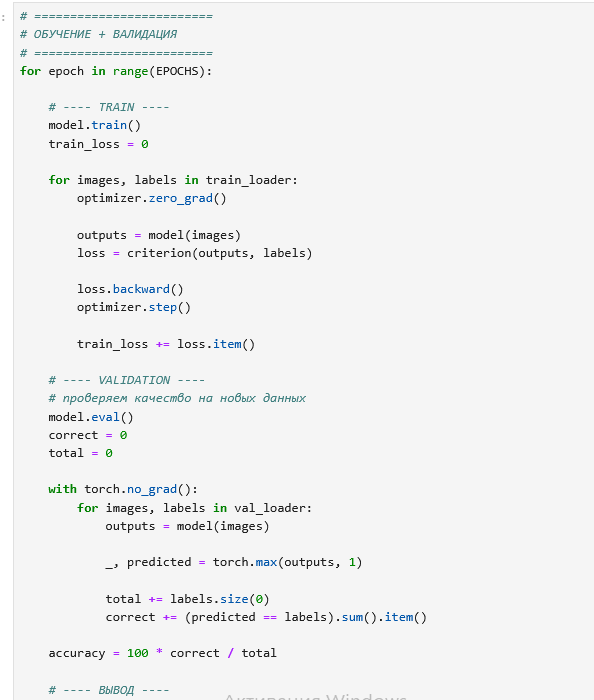 :
# =========================
# ОБУЧЕНИЕ + ВАЛИДАЦИЯ
# =========================
for epoch in range(EPOCHS):

    # ---- TRAIN ----
    model.train()
    train_loss = 0

    for images, labels in train_loader:
        optimizer.zero_grad()

        outputs = model(images)
        loss = criterion(outputs, labels)

        loss.backward()
        optimizer.step()

        train_loss += loss.item()

    # ---- VALIDATION ----
    # проверяем качество на новых данных
    model.eval()
    correct = 0
    total = 0

    with torch.no_grad():
        for images, labels in val_loader:
            outputs = model(images)

            _, predicted = torch.max(outputs, 1)

            total += labels.size(0)
            correct += (predicted == labels).sum().item()

    accuracy = 100 * correct / total

    # ---- ВЫВОД ----
Активация Windows